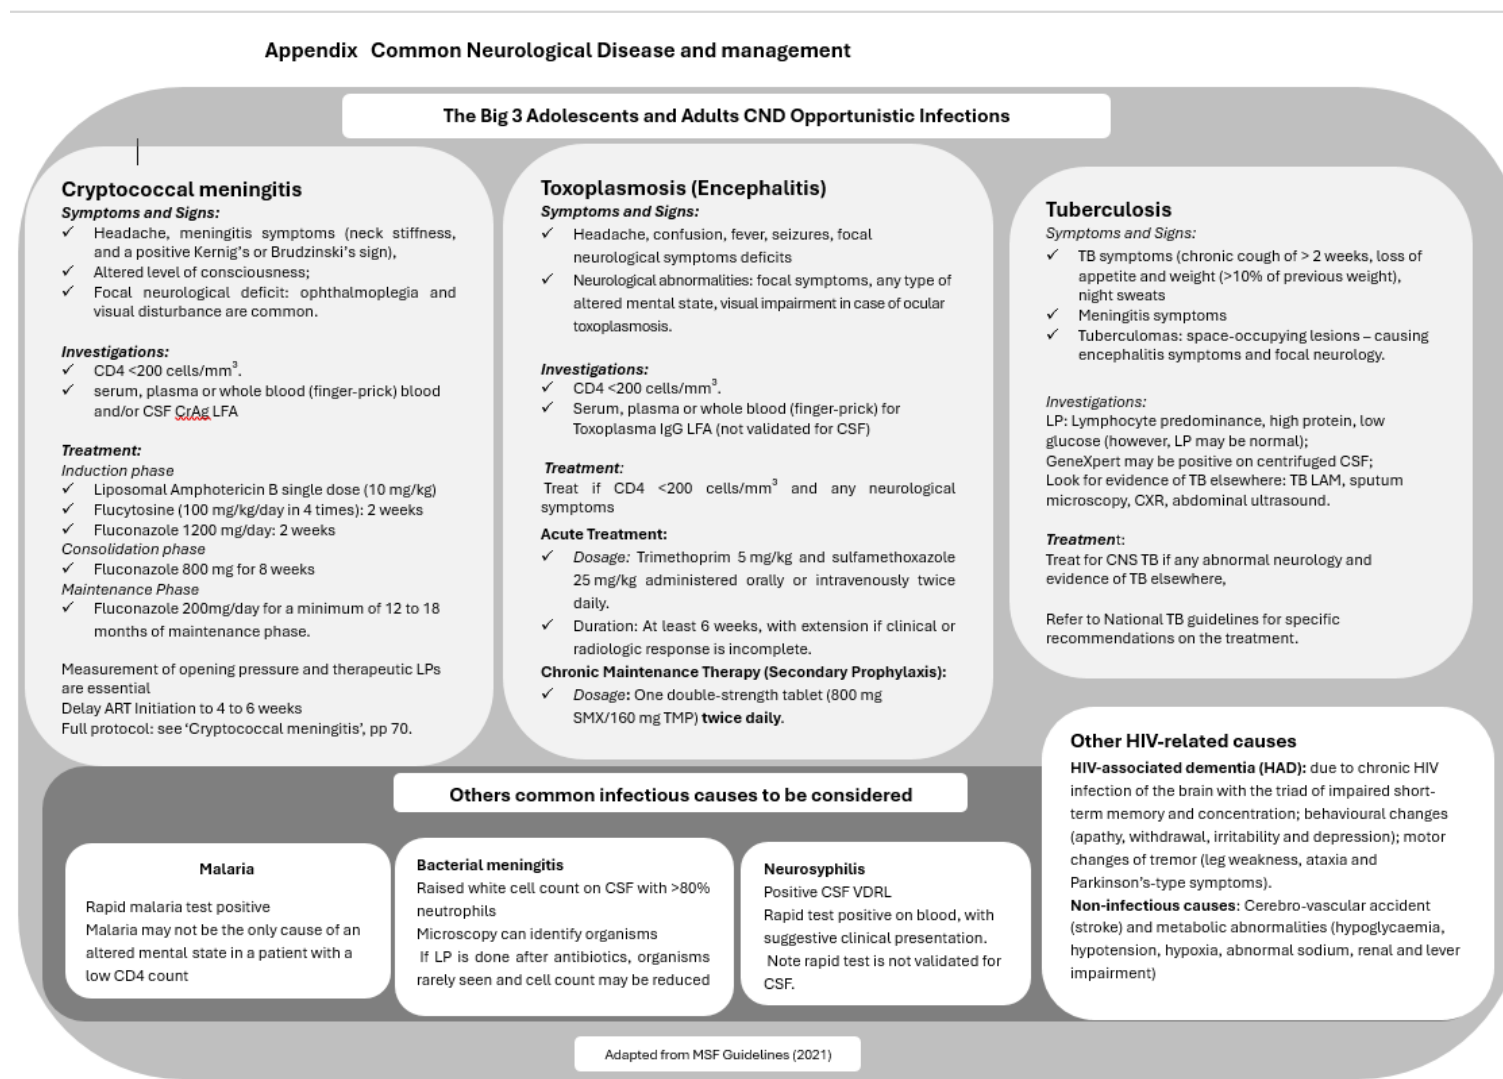 Appendix Common Neurological Disease and management
The Big 3 Adolescents and Adults CND Opportunistic Infections
Cryptococcal meningitis
Symptoms and Signs:
✓ Headache, meningitis symptoms (neck stiffness,
and a positive Kernig's or Brudzinski's sign),
✓ Altered level of consciousness;
✓ Focal neurological deficit: ophthalmoplegia and
visual disturbance are common.
Investigations:
✓ CD4 <200 cells/mm³.
✓ serum, plasma or whole blood (finger-prick) blood
and/or CSF CrAg LFA
Treatment:
Induction phase
✓ Liposomal Amphotericin B single dose (10 mg/kg)
✓ Flucytosine (100 mg/kg/day in 4 times): 2 weeks
✓ Fluconazole 1200 mg/day: 2 weeks
Consolidation phase
✓ Fluconazole 800 mg for 8 weeks
Maintenance Phase
✓ Fluconazole 200mg/day for a minimum of 12 to 18
months of maintenance phase.
Measurement of opening pressure and therapeutic LPs
are essential
Delay ART Initiation to 4 to 6 weeks
Full protocol: see 'Cryptococcal meningitis', pp 70.
Toxoplasmosis (Encephalitis)
Symptoms and Signs:
✓ Headache, confusion, fever, seizures, focal
neurological symptoms deficits
✓ Neurological abnormalities: focal symptoms, any type of
altered mental state, visual impairment in case of ocular
toxoplasmosis.
Investigations:
✓ CD4 <200 cells/mm³.
✓ Serum, plasma or whole blood (finger-prick) for
Toxoplasma IgG LFA (not validated for CSF)
Treatment:
Treat if CD4 <200 cells/mm³ and any neurological
symptoms
Acute Treatment:
✓ Dosage: Trimethoprim 5 mg/kg and sulfamethoxazole
25 mg/kg administered orally or intravenously twice
daily.
✓ Duration: At least 6 weeks, with extension if clinical or
radiologic response is incomplete.
Chronic Maintenance Therapy (Secondary Prophylaxis):
✓ Dosage: One double-strength tablet (800 mg
SMX/160 mg TMP) twice daily.
Tuberculosis
Symptoms and Signs:
✓ TB symptoms (chronic cough of > 2 weeks, loss of
appetite and weight (>10% of previous weight),
night sweats
✓ Meningitis symptoms
✓ Tuberculomas: space-occupying lesions – causing
encephalitis symptoms and focal neurology.
Investigations:
LP: Lymphocyte predominance, high protein, low
glucose (however, LP may be normal);
GeneXpert may be positive on centrifuged CSF;
Look for evidence of TB elsewhere: TB LAM, sputum
microscopy, CXR, abdominal ultrasound.
Treatment:
Treat for CNS TB if any abnormal neurology and
evidence of TB elsewhere,
Refer to National TB guidelines for specific
recommendations on the treatment.
Others common infectious causes to be considered
Malaria
Rapid malaria test positive
Malaria may not be the only cause of an
altered mental state in a patient with a
low CD4 count
Bacterial meningitis
Raised white cell count on CSF with >80%
neutrophils
Microscopy can identify organisms
If LP is done after antibiotics, organisms
rarely seen and cell count may be reduced
Neurosyphilis
Positive CSF VDRL
Rapid test positive on blood, with
suggestive clinical presentation.
Note rapid test is not validated for
CSF.
Other HIV-related causes
HIV-associated dementia (HAD): due to chronic HIV
infection of the brain with the triad of impaired short-
term memory and concentration; behavioural changes
(apathy, withdrawal, irritability and depression); motor
changes of tremor (leg weakness, ataxia and
Parkinson's-type symptoms).
Non-infectious causes: Cerebro-vascular accident
(stroke) and metabolic abnormalities (hypoglycaemia,
hypotension, hypoxia, abnormal sodium, renal and lever
impairment)
Adapted from MSF Guidelines (2021)